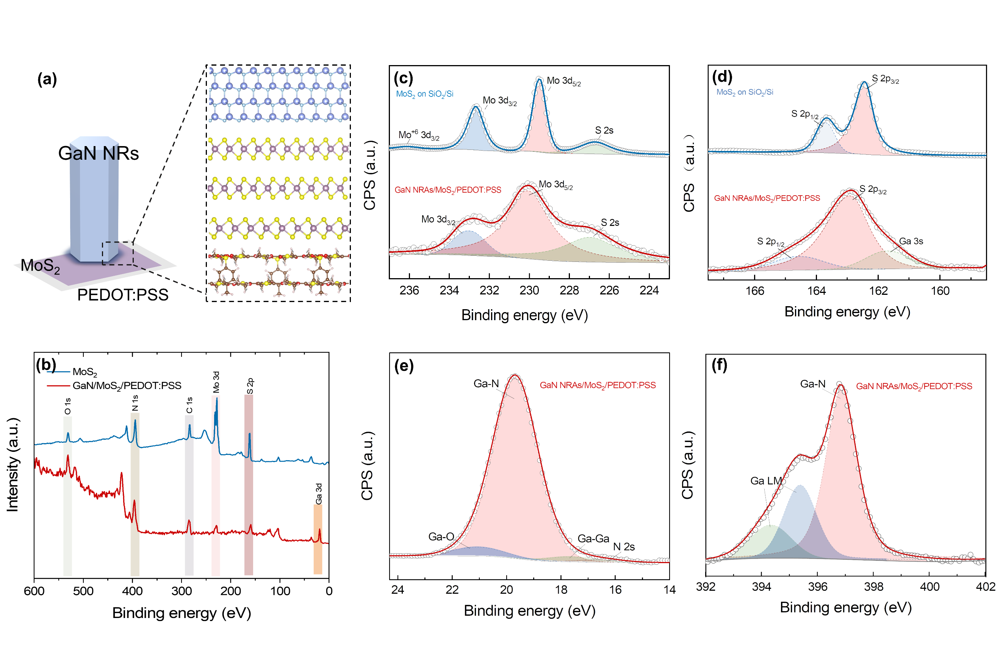 (a)
GaN NRs
MoS₂
PEDOT:PSS
(c)
MoS₂ on SiO₂/Si
Mo 3d₅/₂
Mo 3d₃/₂
Mo⁺⁶ 3d₃/₂
S 2s
GaN NRAs/MoS₂/PEDOT:PSS
Mo 3d₅/₂
Mo 3d₃/₂
S 2s
CPS (a.u.)
236 234 232 230 228 226 224
Binding energy (eV)
(d)
MoS₂ on SiO₂/Si
S 2p₃/₂
S 2p₁/₂
GaN NRAs/MoS₂/PEDOT:PSS
S 2p₃/₂
S 2p₁/₂
Ga 3s
CPS (a.u.)
166 164 162 160
Binding energy (eV)
(b)
MoS₂
GaN/MoS₂/PEDOT:PSS
O 1s
N 1s
C 1s
Mo 3d
S 2p
Ga 3d
Intensity (a.u.)
600 500 400 300 200 100 0
Binding energy (eV)
(e)
Ga-N
GaN NRAs/MoS₂/PEDOT:PSS
Ga-O
Ga-Ga
N 2s
CPS (a.u.)
24 22 20 18 16 14
Binding energy (eV)
(f)
Ga-N
GaN NRAs/MoS₂/PEDOT:PSS
Ga LM
CPS (a.u.)
392 394 396 398 400 402
Binding energy (eV)